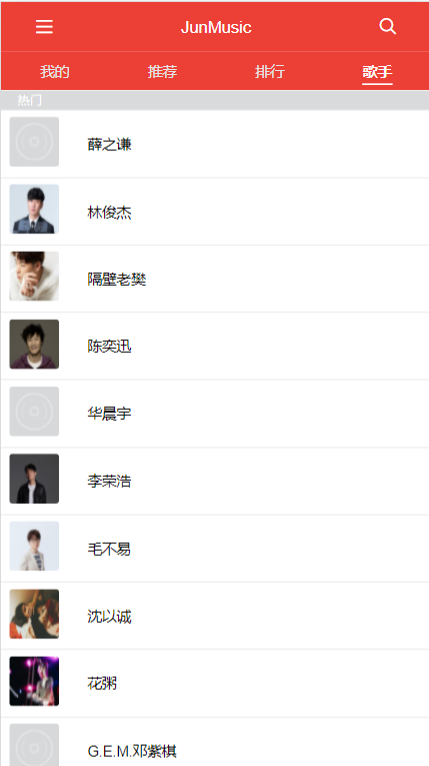 JunMusic
我的 推荐 排行 歌手
热门
薛之谦
林俊杰
隔壁老樊
陈奕迅
华晨宇
李荣浩
毛不易
沈以诚
花粥
G.E.M.邓紫棋